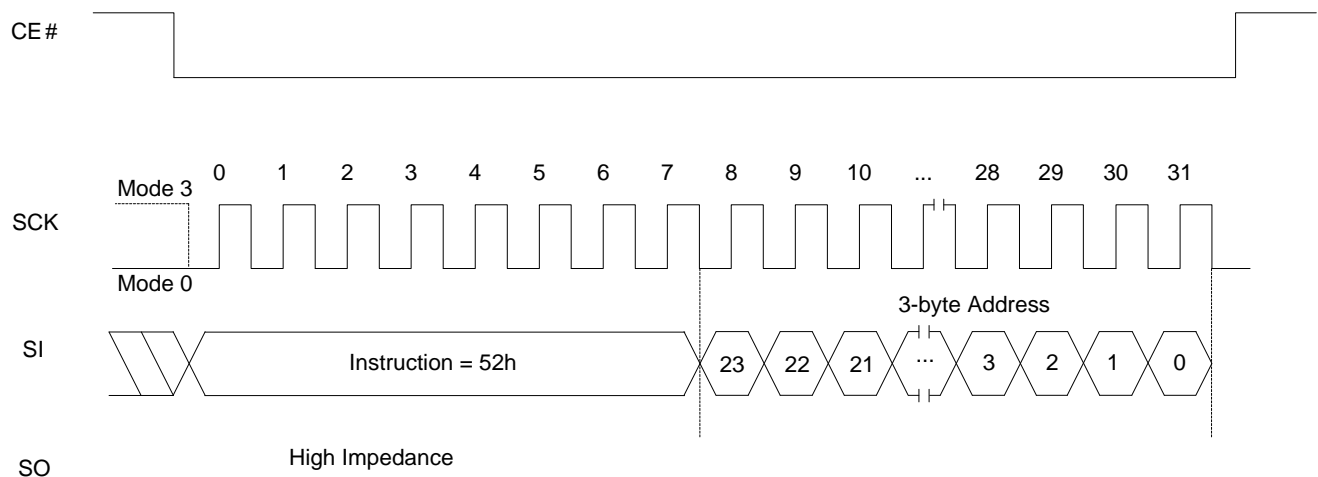 CE #
0 1 2 3 4 5 6 7 8 9 10 ... 28 29 30 31
Mode 3
SCK
Mode 0
3-byte Address
SI
Instruction = 52h
23 22 21 ... 3 2 1 0
High Impedance
SO